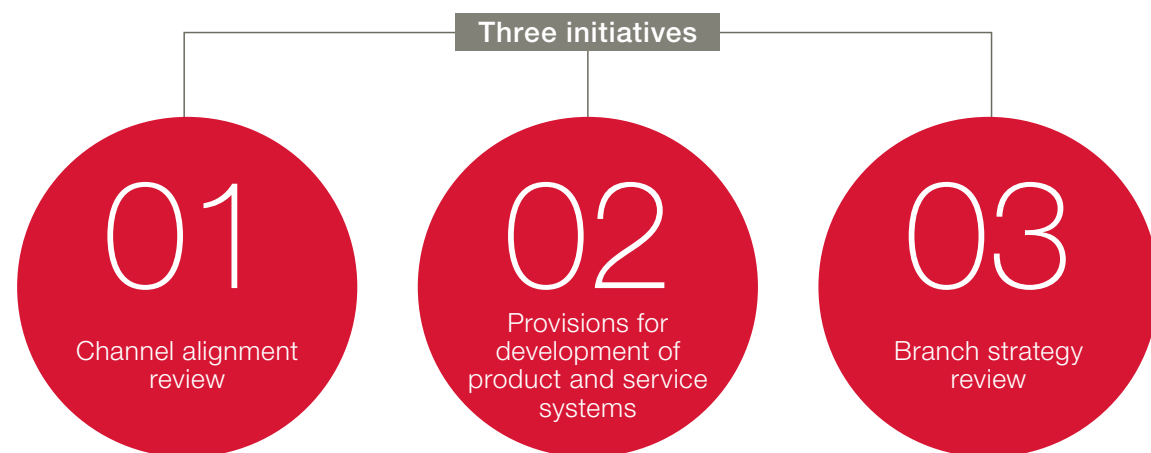 Three initiatives
01
Channel alignment
review
02
Provisions for
development of
product and service
systems
03
Branch strategy
review